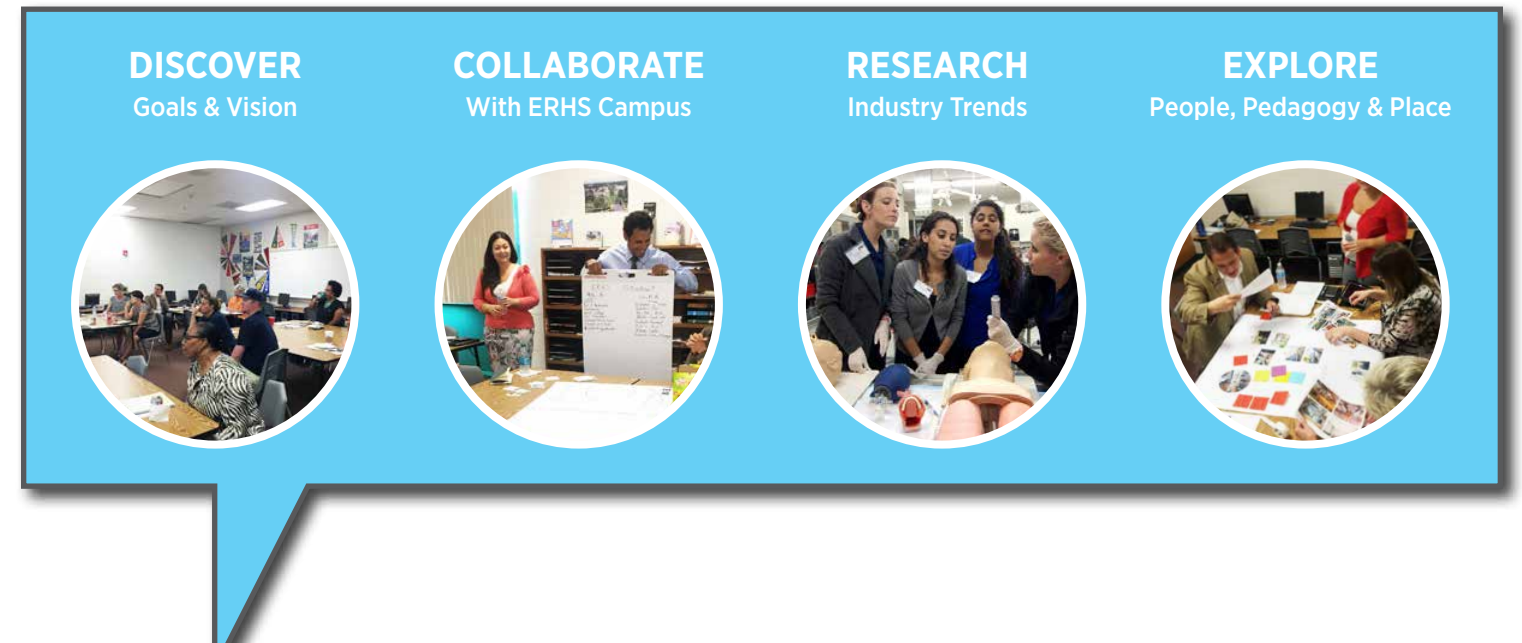 DISCOVER
Goals & Vision
COLLABORATE
With ERHS Campus
RESEARCH
Industry Trends
EXPLORE
People, Pedagogy & Place